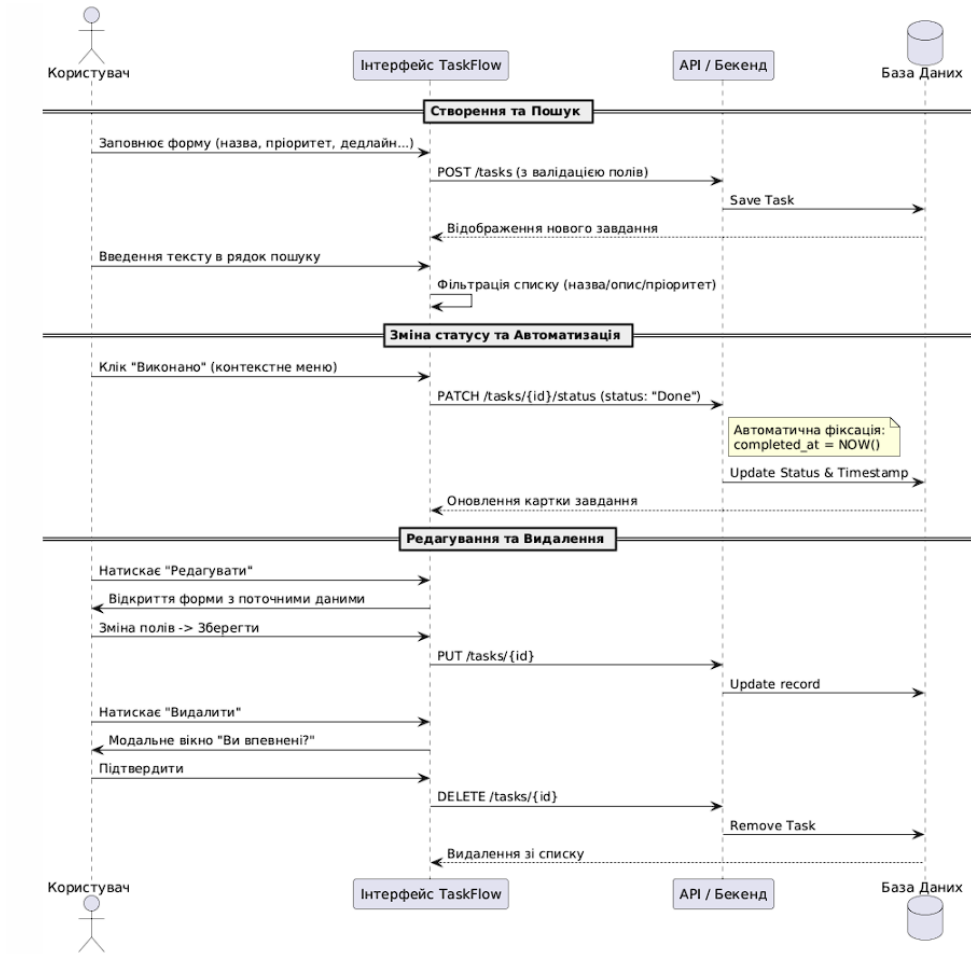 Користувач
Інтерфейс TaskFlow
API / Бекенд
База Даних
Створення та Пошук
Заповнює форму (назва, пріоритет, дедлайн...)
POST /tasks (з валідацією полів)
Save Task
Відображення нового завдання
Введення тексту в рядок пошуку
Фільтрація списку (назва/опис/пріоритет)
Зміна статусу та Автоматизація
Клік "Виконано" (контекстне меню)
PATCH /tasks/{id}/status (status: "Done")
Автоматична фіксація:
completed_at = NOW()
Update Status & Timestamp
Оновлення картки завдання
Редагування та Видалення
Натискає "Редагувати"
Відкриття форми з поточними даними
Зміна полів -> Зберегти
PUT /tasks/{id}
Update record
Натискає "Видалити"
Модальне вікно "Ви впевнені?"
Підтвердити
DELETE /tasks/{id}
Remove Task
Видалення зі списку
Користувач
Інтерфейс TaskFlow
API / Бекенд
База Даних